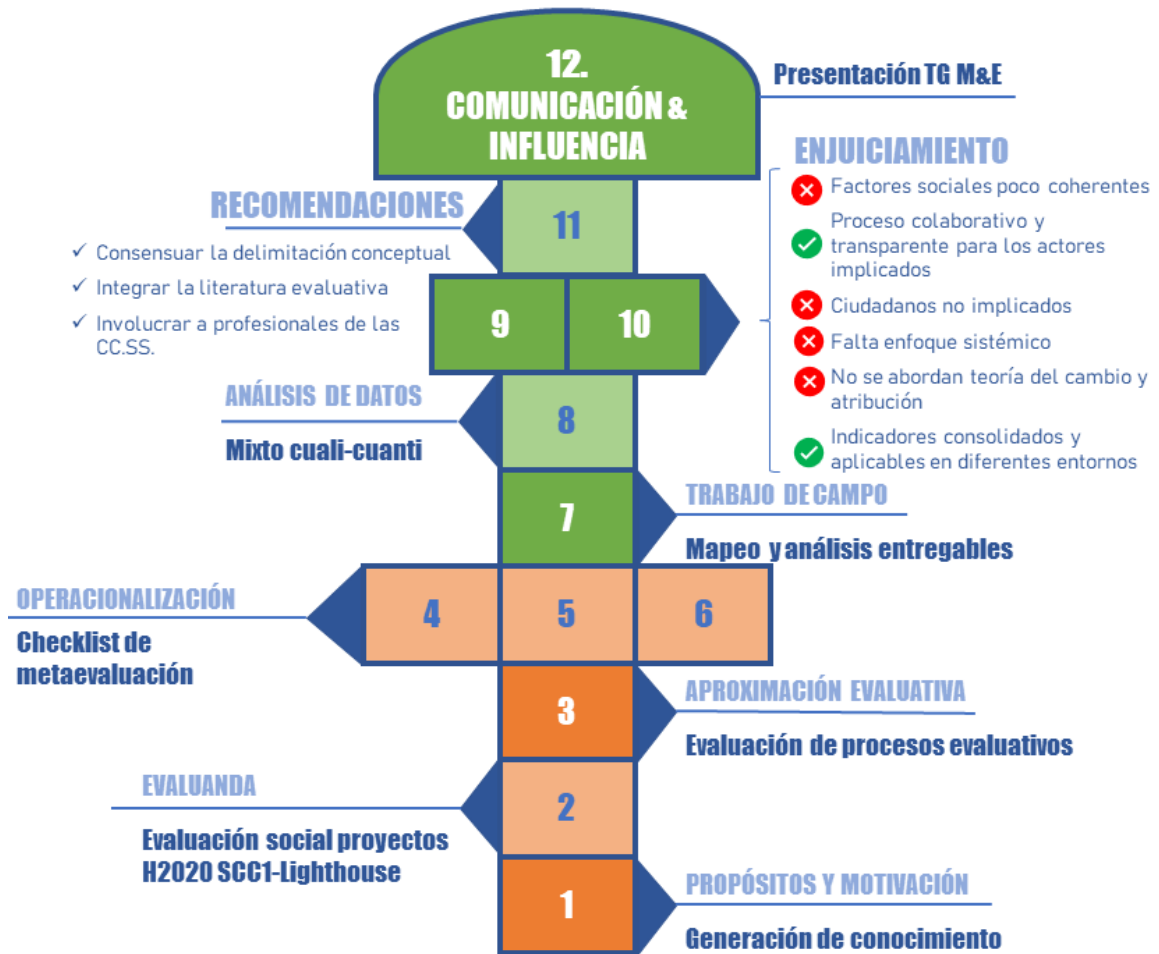 12.
COMUNICACIÓN &
INFLUENCIA
Presentación TG M&E
ENJUICIAMIENTO
Factores sociales poco coherentes
Proceso colaborativo y
transparente para los actores
implicados
Ciudadanos no implicados
Falta enfoque sistémico
No se abordan teoría del cambio y
atribución
Indicadores consolidados y
aplicables en diferentes entornos
RECOMENDACIONES
✓ Consensuar la delimitación conceptual
✓ Integrar la literatura evaluativa
✓ Involucrar a profesionales de las
CC.SS.
11
9
10
ANÁLISIS DE DATOS
Mixto cuali-cuanti
8
7
TRABAJO DE CAMPO
Mapeo y análisis entregables
OPERACIONALIZACIÓN
Checklist de
metaevaluación
4
5
6
3
APROXIMACIÓN EVALUATIVA
Evaluación de procesos evaluativos
EVALUANDA
Evaluación social proyectos
H2020 SCC1-Lighthouse
2
1
PROPÓSITOS Y MOTIVACIÓN
Generación de conocimiento